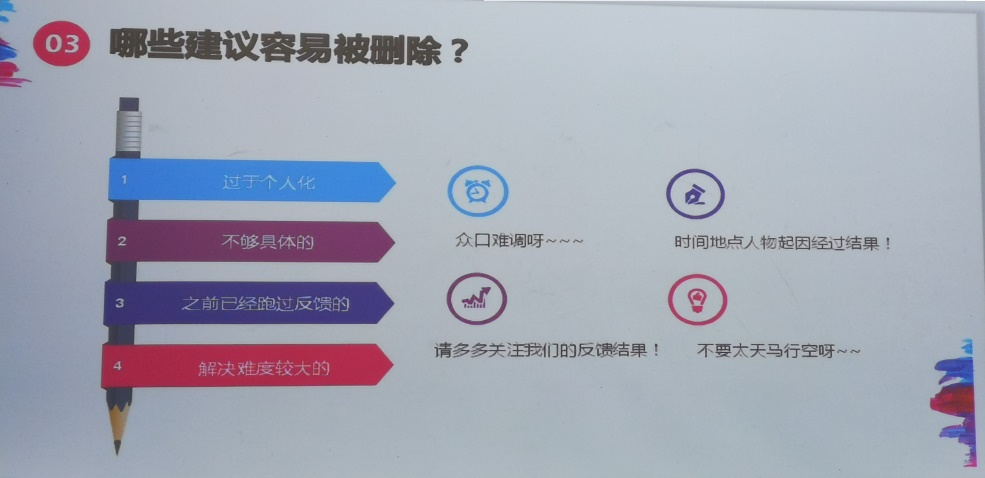 03 哪些建议容易被删除？
1 过于个人化
2 不够具体的
3 之前已经跑过反馈的
4 解决难度较大的
众口难调呀~~~
时间地点人物起因经过结果！
请多多关注我们的反馈结果！
不要太天马行空呀~~